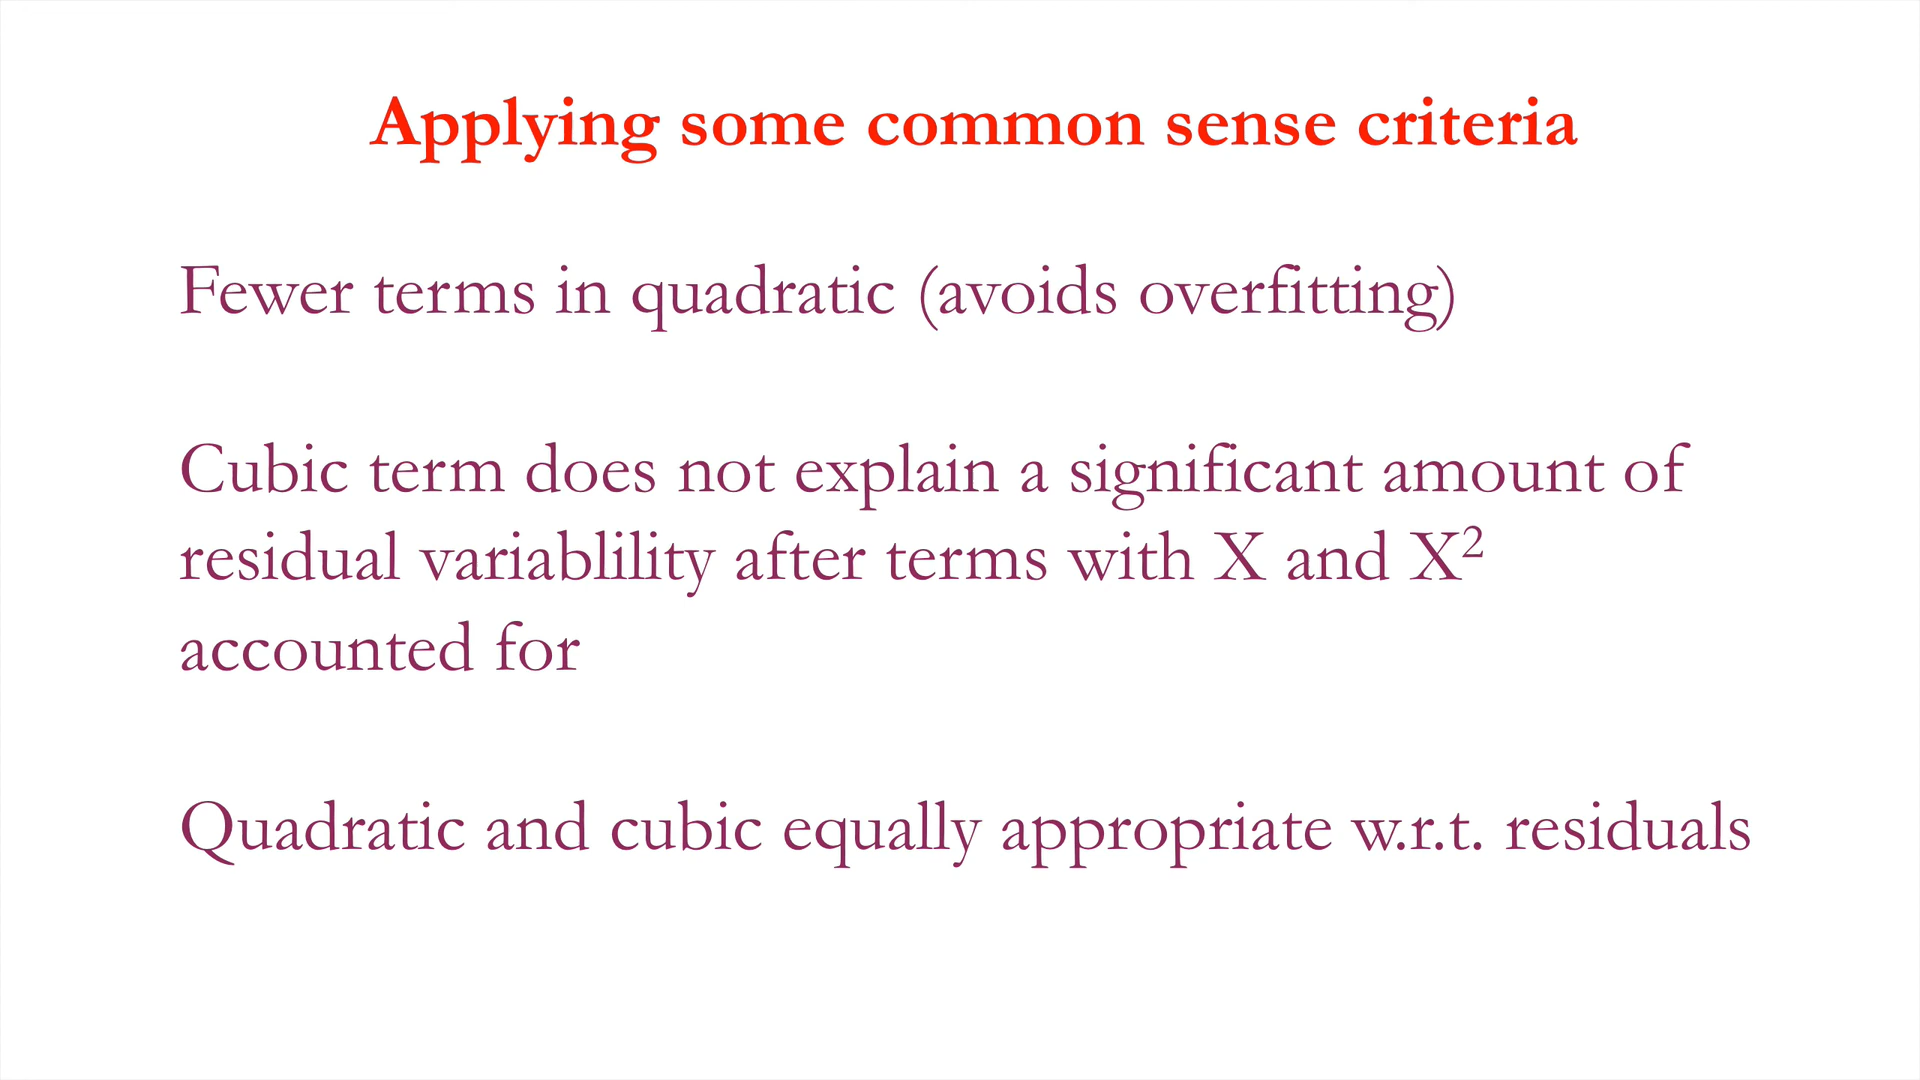 Applying some common sense criteria
Fewer terms in quadratic (avoids overfitting)
Cubic term does not explain a significant amount of
residual variablility after terms with X and X²
accounted for
Quadratic and cubic equally appropriate w.r.t. residuals